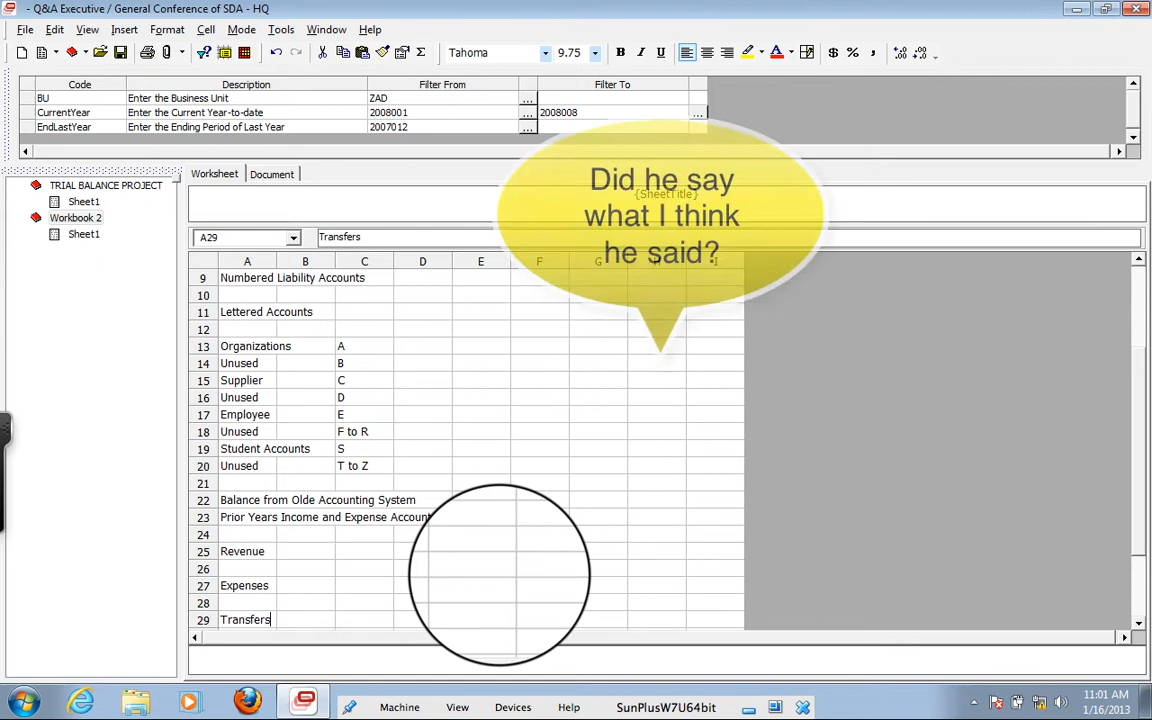 - Q&A Executive / General Conference of SDA - HQ
File Edit View Insert Format Cell Mode Tools Window Help
Tahoma 9.75 B I U Σ $ % ,
Code Description Filter From Filter To
BU Enter the Business Unit ZAD ...
CurrentYear Enter the Current Year-to-date 2008001 ... 2008008 ...
EndLastYear Enter the Ending Period of Last Year 2007012 ...
Worksheet Document
TRIAL BALANCE PROJECT
Sheet1
Workbook 2
Sheet1
{SheetTitle}
Did he say
what I think
he said?
A29 Transfers
A B C D E F G H I
9 Numbered Liability Accounts
10
11 Lettered Accounts
12
13 Organizations A
14 Unused B
15 Supplier C
16 Unused D
17 Employee E
18 Unused F to R
19 Student Accounts S
20 Unused T to Z
21
22 Balance from Olde Accounting System
23 Prior Years Income and Expense Account
24
25 Revenue
26
27 Expenses
28
29 Transfers
Machine View Devices Help SunPlusW7U64bit
11:01 AM
1/16/2013